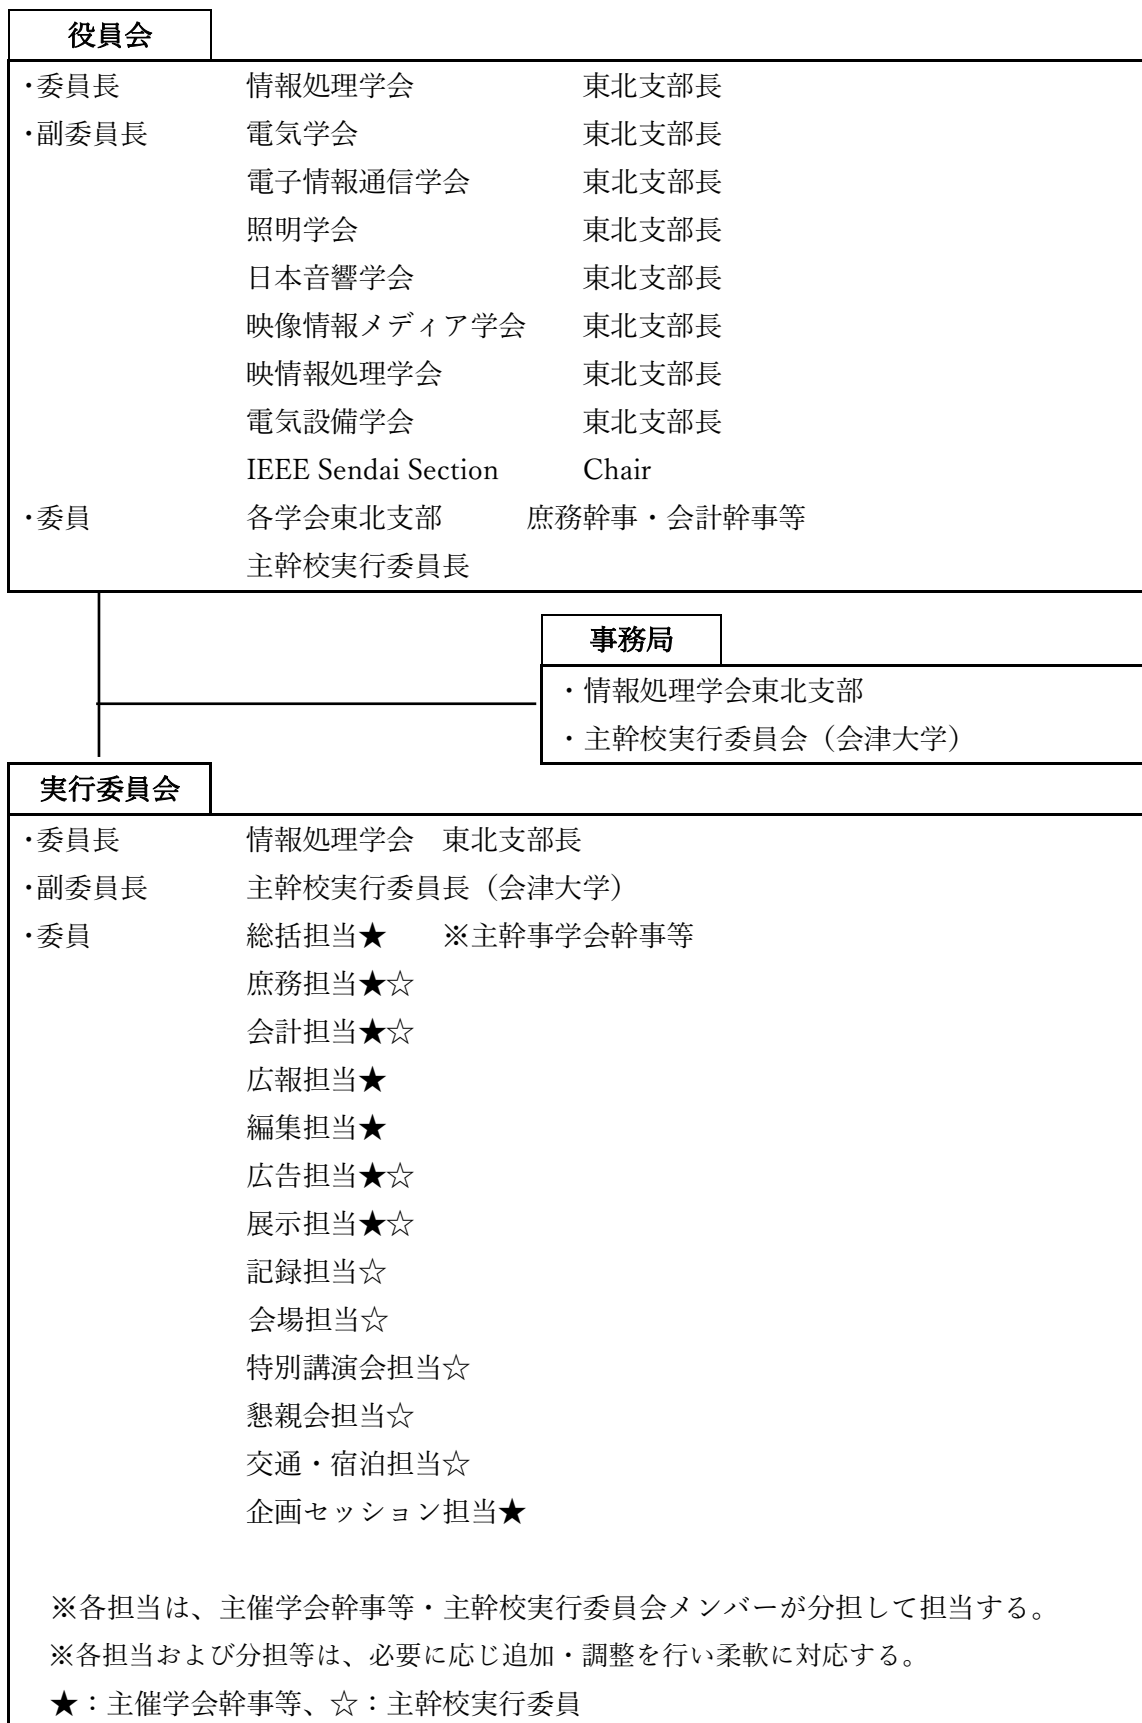 役員会
・委員長 情報処理学会 東北支部長
・副委員長 電気学会 東北支部長
電子情報通信学会 東北支部長
照明学会 東北支部長
日本音響学会 東北支部長
映像情報メディア学会 東北支部長
映情報処理学会 東北支部長
電気設備学会 東北支部長
IEEE Sendai Section Chair
・委員 各学会東北支部 庶務幹事・会計幹事等
主幹校実行委員長
事務局
・情報処理学会東北支部
・主幹校実行委員会（会津大学）
実行委員会
・委員長 情報処理学会 東北支部長
・副委員長 主幹校実行委員長（会津大学）
・委員 総括担当★ ※主幹事学会幹事等
庶務担当★☆
会計担当★☆
広報担当★
編集担当★
広告担当★☆
展示担当★☆
記録担当☆
会場担当☆
特別講演会担当☆
懇親会担当☆
交通・宿泊担当☆
企画セッション担当★
※各担当は、主催学会幹事等・主幹校実行委員会メンバーが分担して担当する。
※各担当および分担等は、必要に応じ追加・調整を行い柔軟に対応する。
★：主催学会幹事等、☆：主幹校実行委員